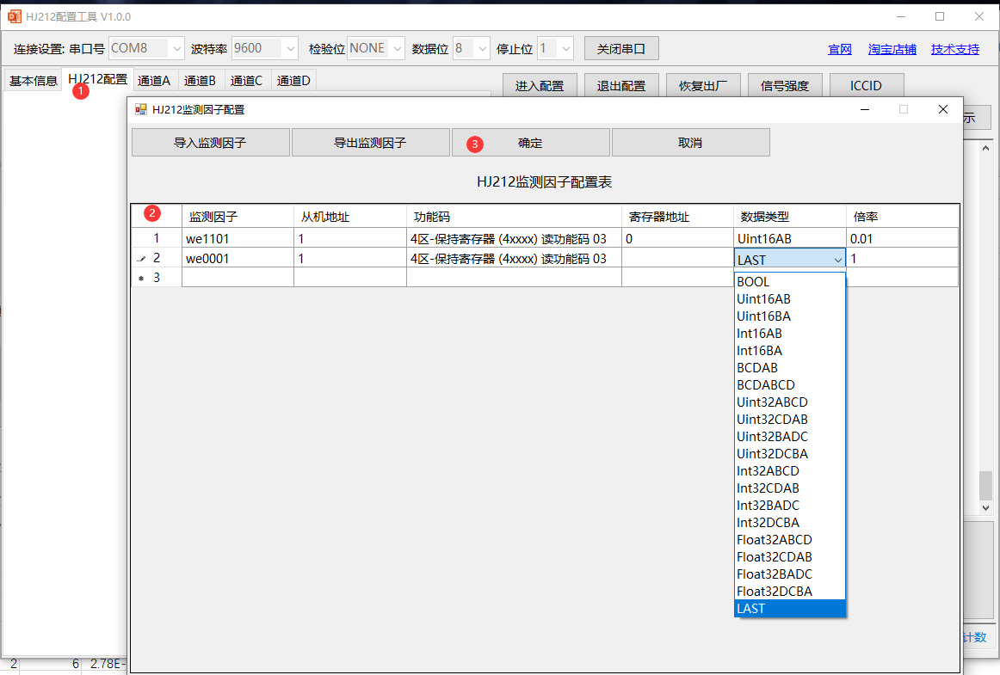 HJ212配置工具 V1.0.0
连接设置: 串口号 COM8 波特率 9600 检验位 NONE 数据位 8 停止位 1 关闭串口 官网 淘宝店铺 技术支持
基本信息 HJ212配置 通道A 通道B 通道C 通道D
1
进入配置 退出配置 恢复出厂 信号强度 ICCID
HJ212监测因子配置
示
导入监测因子 导出监测因子 3 确定 取消
HJ212监测因子配置表
2 监测因子 从机地址 功能码 寄存器地址 数据类型 倍率
1 we1101 1 4区-保持寄存器 (4xxxx) 读功能码 03 0 Uint16AB 0.01
2 we0001 1 4区-保持寄存器 (4xxxx) 读功能码 03 LAST 1
3
BOOL
Uint16AB
Uint16BA
Int16AB
Int16BA
BCDAB
BCDABCD
Uint32ABCD
Uint32CDAB
Uint32BADC
Uint32DCBA
Int32ABCD
Int32CDAB
Int32BADC
Int32DCBA
Float32ABCD
Float32CDAB
Float32BADC
Float32DCBA
LAST
计数
2 6 2.78E-